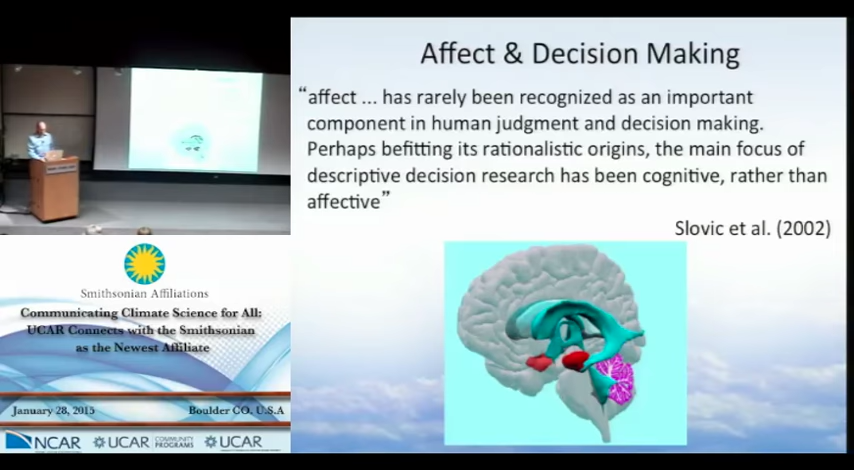 Affect & Decision Making
“affect ... has rarely been recognized as an important
component in human judgment and decision making.
Perhaps befitting its rationalistic origins, the main focus of
descriptive decision research has been cognitive, rather than
affective”
Slovic et al. (2002)
Smithsonian Affiliations
Communicating Climate Science for All:
UCAR Connects with the Smithsonian
as the Newest Affiliate
January 28, 2015 Boulder CO, U.S.A
NCAR UCAR COMMUNITY PROGRAMS UCAR